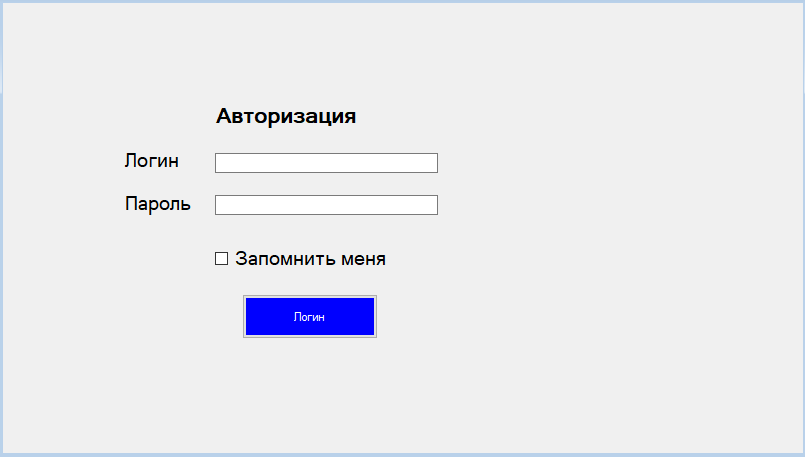 Авторизация
Логин
Пароль
Запомнить меня
Логин